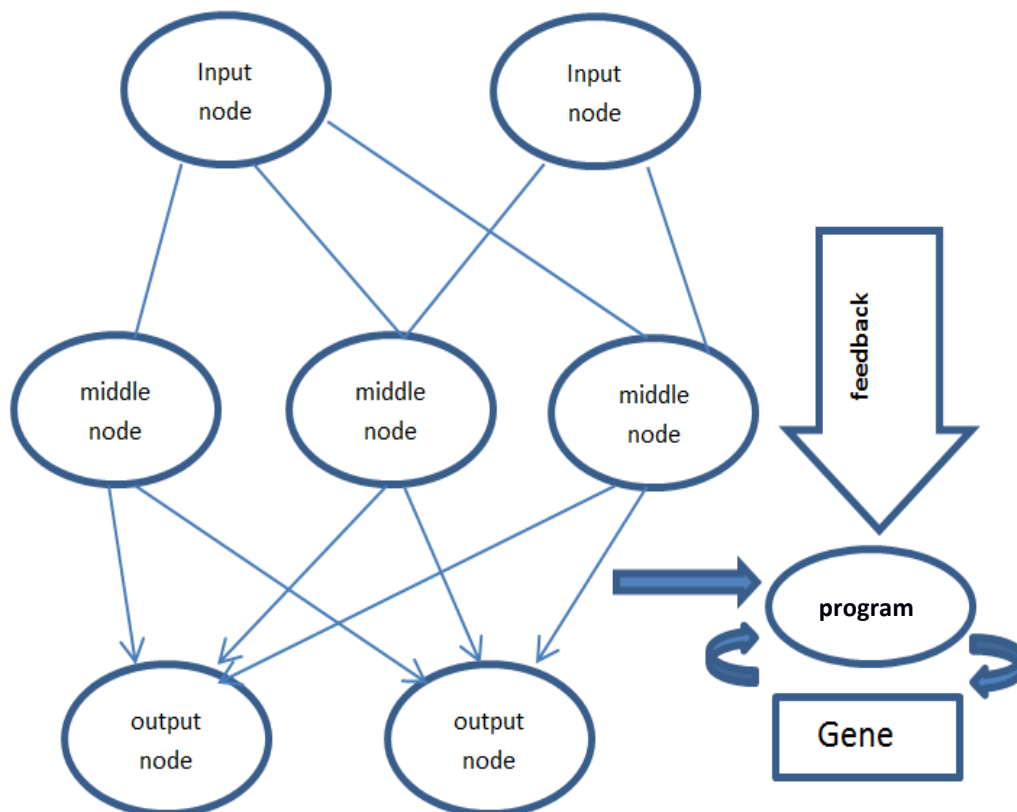 Input
node
Input
node
middle
node
middle
node
middle
node
feedback
program
output
node
output
node
Gene